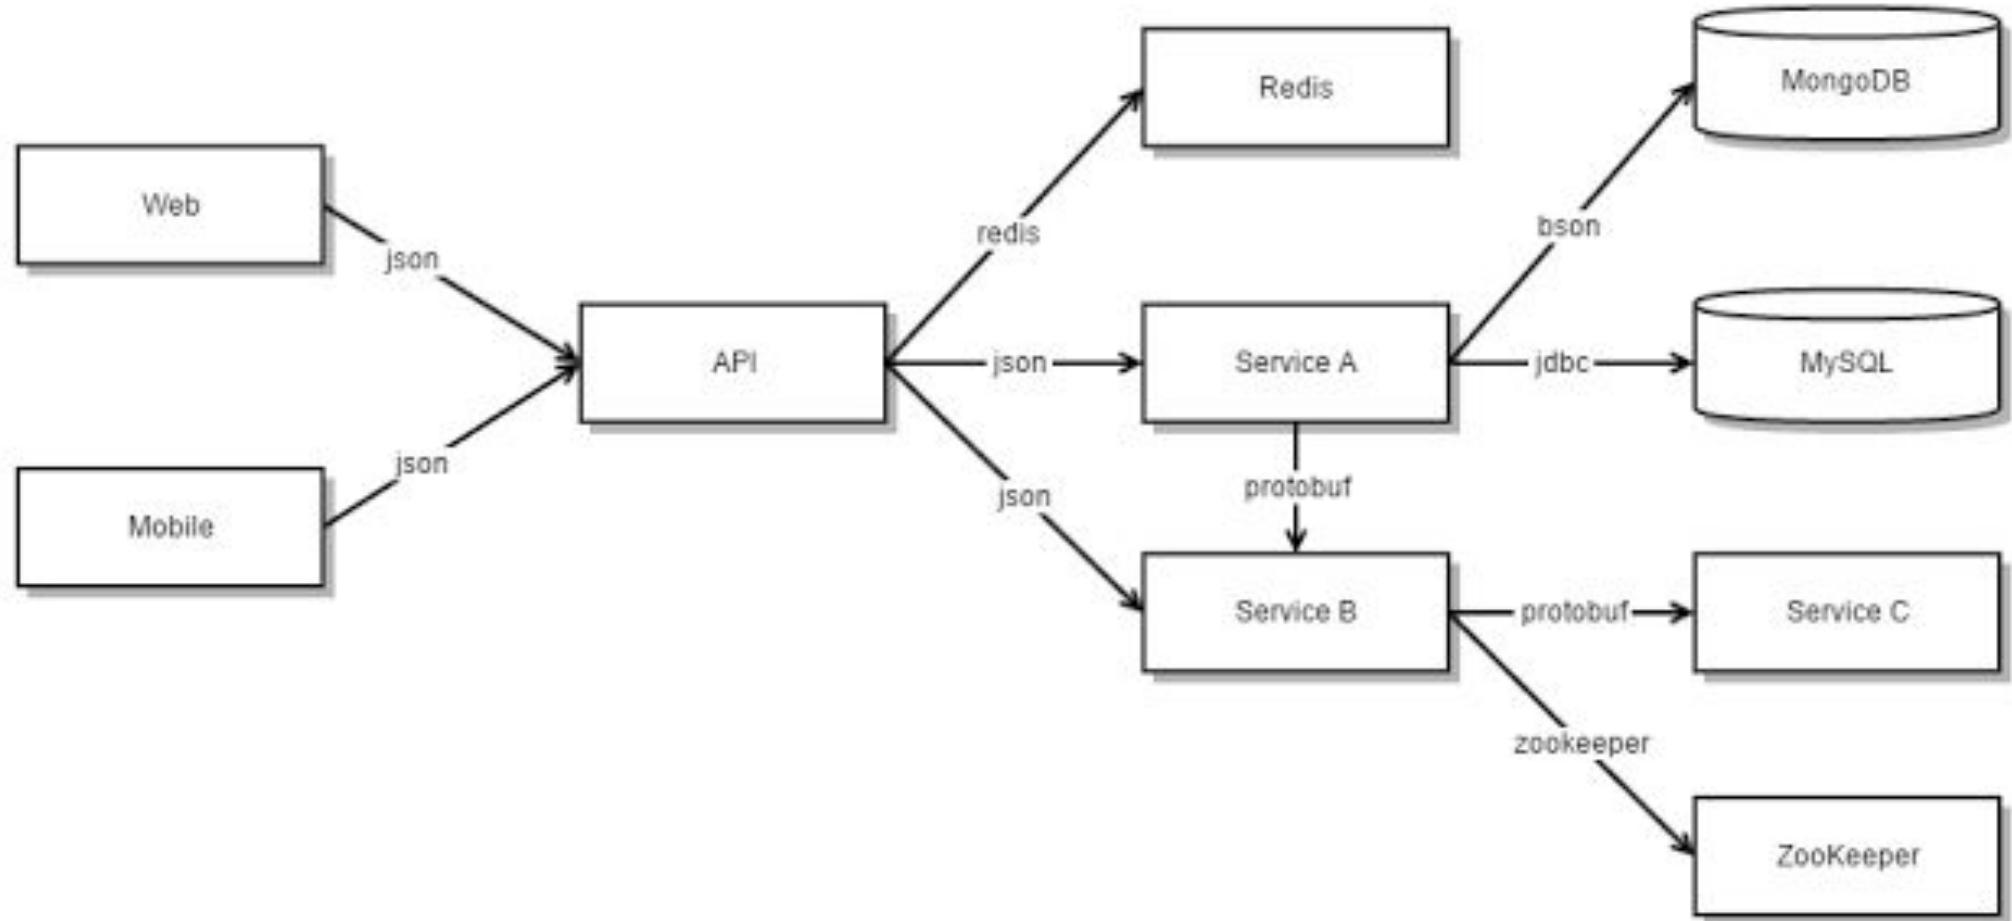 Web
json
Mobile
json
API
redis
json
json
Redis
Service A
protobuf
Service B
bson
jdbc
protobuf
zookeeper
MongoDB
MySQL
Service C
ZooKeeper